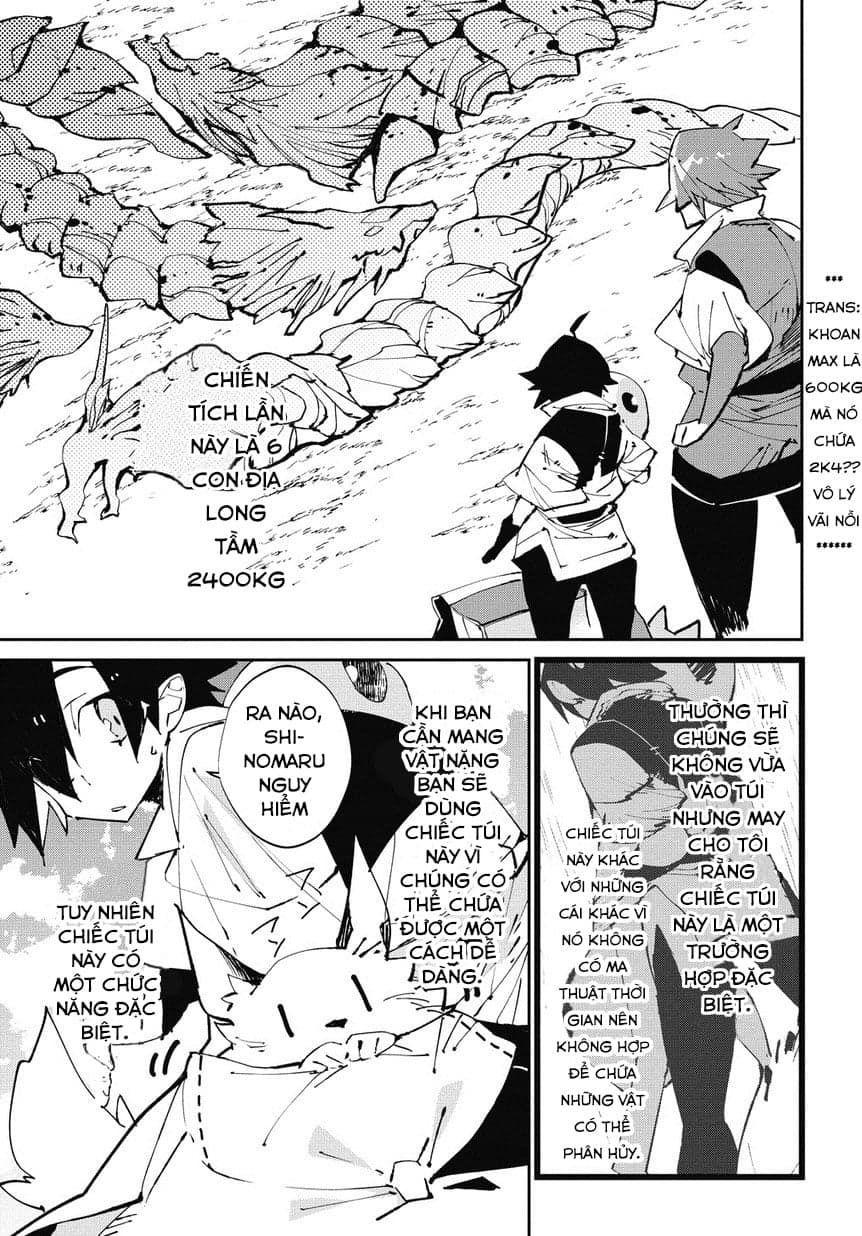 ***
TRANS:
KHOAN
MAX LÀ
600KG
MÀ NÓ
CHỨA
2K4??
VÔ LÝ
VÃI NỒI
******
CHIẾN
TÍCH LẦN
NÀY LÀ 6
CON ĐỊA
LONG
TẦM
2400KG
THƯỜNG THÌ
CHÚNG SẼ
KHÔNG VỪA
VÀO TÚI
NHƯNG MAY
CHO TÔI
RẰNG
CHIẾC TÚI
NÀY LÀ MỘT
TRƯỜNG
HỢP ĐẶC
BIỆT.
CHIẾC TÚI
NÀY KHÁC
VỚI NHỮNG
CÁI KHÁC VÌ
NÓ KHÔNG
CÓ MA
THUẬT THỜI
GIAN NÊN
KHÔNG HỢP
ĐỂ CHỨA
NHỮNG VẬT
CÓ THỂ
PHÂN HỦY.
KHI BẠN
CẦN MANG
VẬT NẶNG
BẠN SẼ
DÙNG
CHIẾC TÚI
NÀY VÌ
CHÚNG CÓ
THỂ CHỨA
ĐƯỢC MỘT
CÁCH DỄ
DÀNG.
RA NÀO,
SHI-
NOMARU
NGUY
HIỂM
TUY NHIÊN
CHIẾC TÚI
NÀY CÓ
MỘT CHỨC
NĂNG ĐẶC
BIỆT.